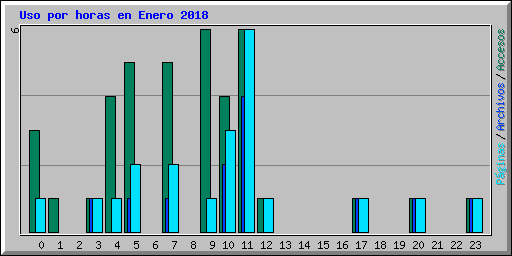 Uso por horas en Enero 2018
6
Páginas / Archivos / Accesos
0 1 2 3 4 5 6 7 8 9 10 11 12 13 14 15 16 17 18 19 20 21 22 23